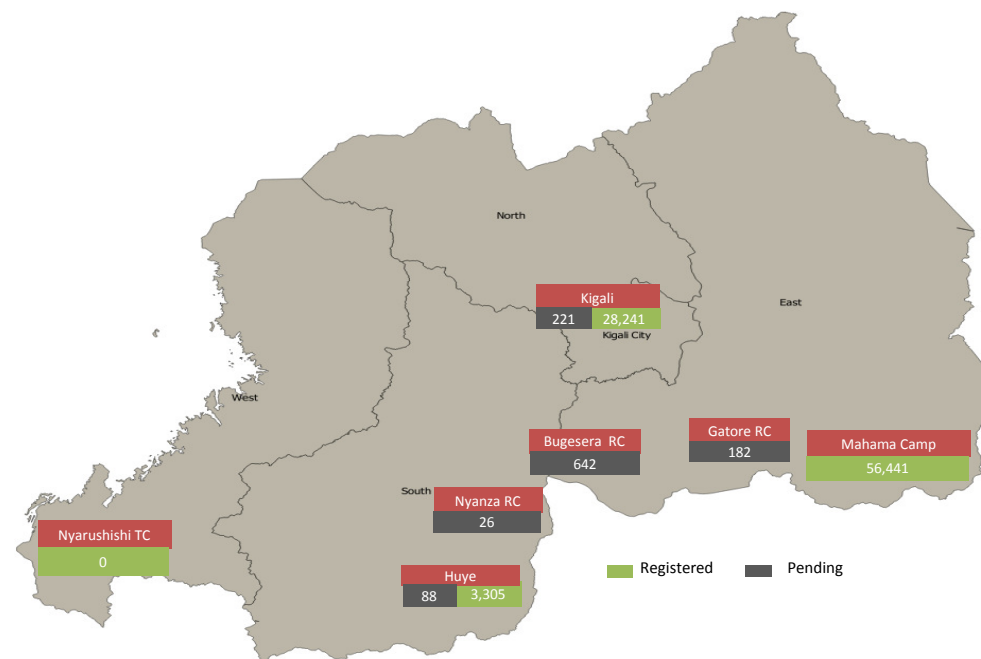 North
Kigali
221 28,241
Kigali City
East
West
Bugesera RC
642
Gatore RC
182
Mahama Camp
56,441
South
Nyanza RC
26
Nyarushishi TC
0
Huye
88 3,305
Registered Pending